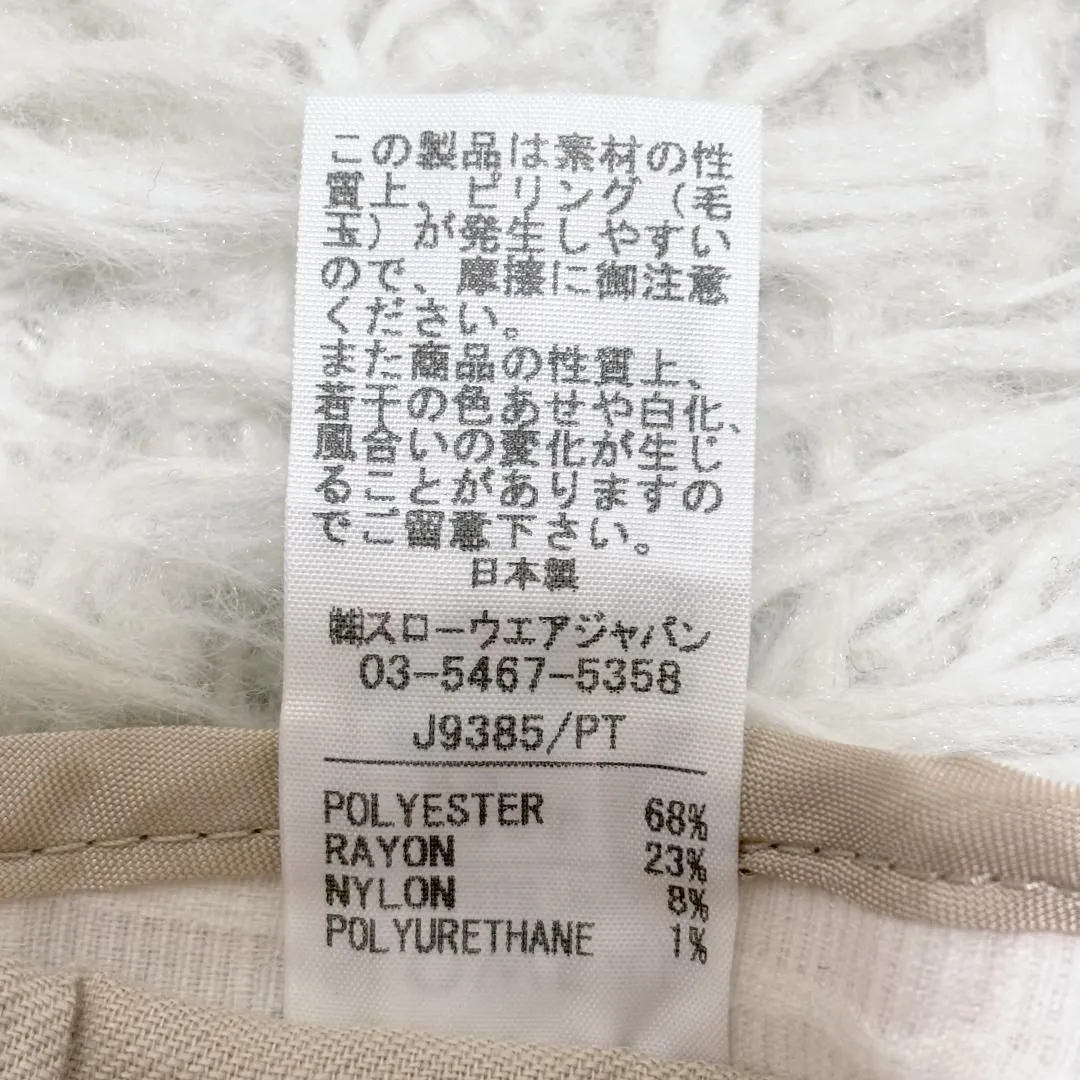 この製品は素材の性
質上、ピリング（毛
玉）が発生しやすい
ので、摩擦に御注意
ください。
また商品の性質上、
若干の色あせや白化、
風合いの変化が生じ
ることがありますの
でご留意下さい。
日本製
㈱スローウエアジャパン
03-5467-5358
J9385/PT
POLYESTER 68%
RAYON 23%
NYLON 8%
POLYURETHANE 1%